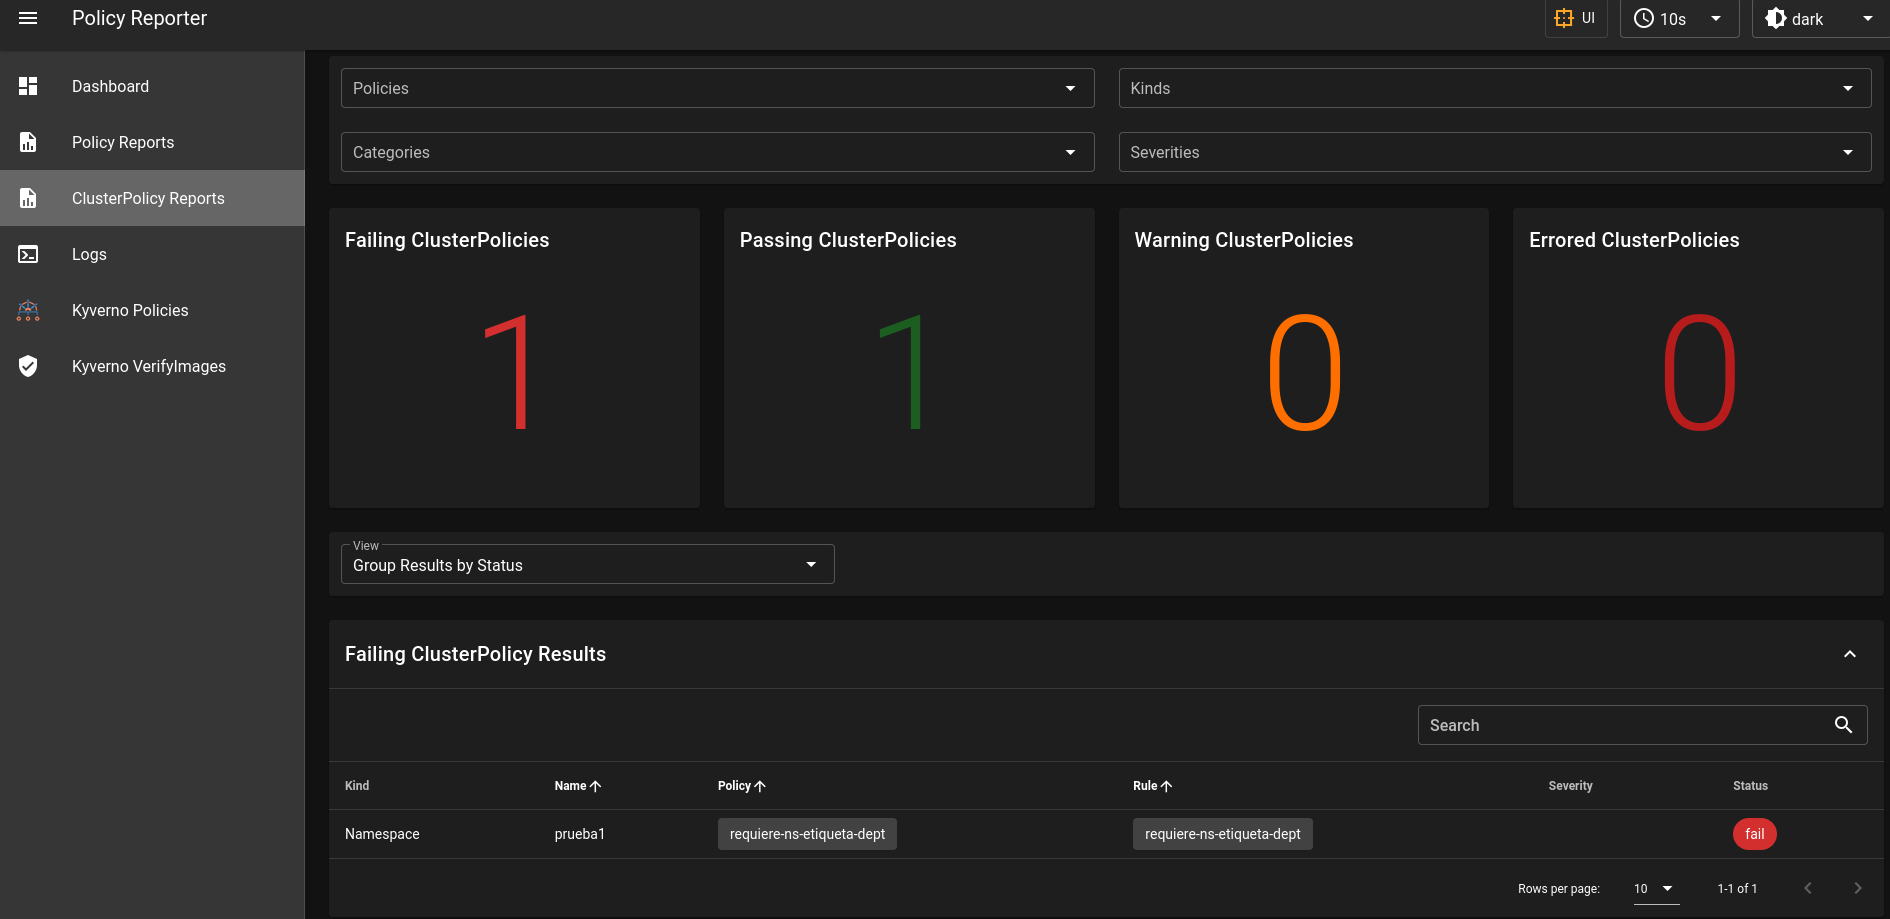 Policy Reporter
UI
10s
dark
Dashboard
Policy Reports
ClusterPolicy Reports
Logs
Kyverno Policies
Kyverno VerifyImages
Policies
Kinds
Categories
Severities
Failing ClusterPolicies
1
Passing ClusterPolicies
1
Warning ClusterPolicies
0
Errored ClusterPolicies
0
View
Group Results by Status
Failing ClusterPolicy Results
Search
Kind Name Policy Rule Severity Status
Namespace prueba1 requiere-ns-etiqueta-dept requiere-ns-etiqueta-dept fail
Rows per page: 10 1-1 of 1